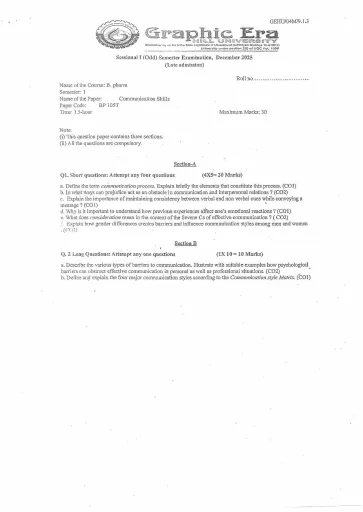 GEHU/04M09.1.3
Graphic Era
HILL UNIVERSITY
Sessional I (Odd) Semester Examination, December 2025
(Late admission)
Roll no
Name of the Course: B. pharm
Semester: I
Name of the Paper: Communication Skills
Paper Code: BP 105T
Time: 1.5-hour Maximum Marks: 30
Note:
(i) This question paper contains three sections.
(ii) All the questions are compulsory.
Section-A
Q1. Short questions: Attempt any four questions (4X5= 20 Marks)
a. Define the term communication process. Explain briefly the elements that constitute this process. (CO1)
b. In what ways can prejudice act as an obstacle in communication and interpersonal relations ? (CO2)
c. Explain the importance of maintaining consistency between verbal and non verbal cues while conveying a
message ? (CO1)
d. Why is it important to understand how previous experiences affect one's emotional reactions ? (CO1)
e. What does consideration mean in the context of the Seven Cs of effective communication ? ( CO2)
Explain how gender differences create barriers and influence communication styles among men and women
Section B
Q. 2 Long Questions: Attempt any one questions (1X 10 = 10 Marks)
a. Describe the various types of barriers to communication. Illustrate with suitable examples how psychological
barriers can obstruct effective communication in personal as well as professional situations. (CO2)
b. Define and explain the four major communication styles according to the Communication style Matrix. (CO1)